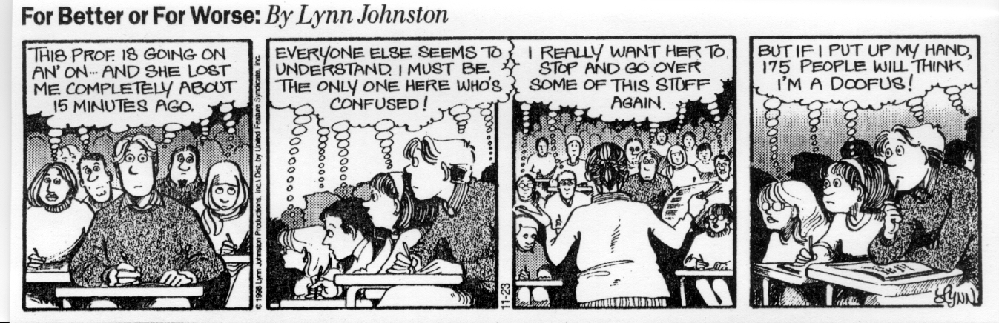 For Better or For Worse: By Lynn Johnston
THIS PROF. IS GOING ON
AN' ON... AND SHE LOST
ME COMPLETELY ABOUT
15 MINUTES AGO.
© 1998 Lynn Johnston Productions, Inc. \ Dist. by United Feature Syndicate, Inc.
EVERYONE ELSE SEEMS TO
UNDERSTAND. I MUST BE
THE ONLY ONE HERE WHO'S
CONFUSED!
11-23
I REALLY WANT HER TO
STOP AND GO OVER
SOME OF THIS STUFF
AGAIN.
BUT IF I PUT UP MY HAND,
175 PEOPLE WILL THINK
I'M A DOOFUS!
LYNN